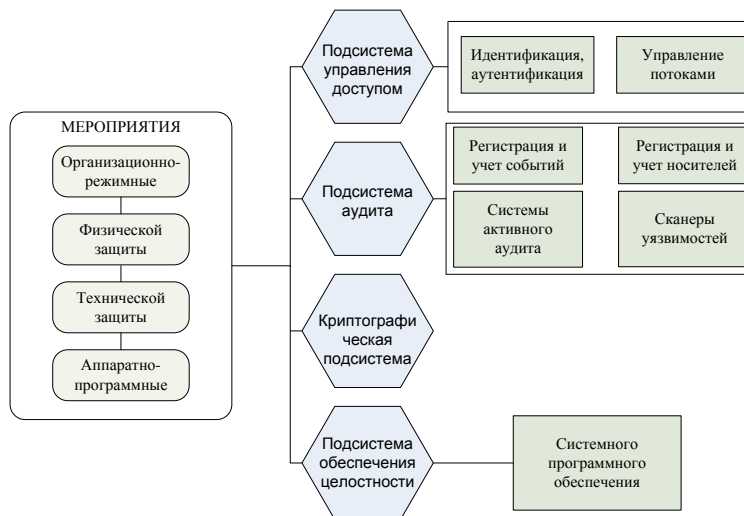 МЕРОПРИЯТИЯ
Организационно-
режимные
Физической
защиты
Технической
защиты
Аппаратно-
программные
Подсистема
управления
доступом
Идентификация,
аутентификация
Управление
потоками
Подсистема
аудита
Регистрация и
учет событий
Регистрация и
учет носителей
Системы
активного
аудита
Сканеры
уязвимостей
Криптографи
ческая
подсистема
Подсистема
обеспечения
целостности
Системного
программного
обеспечения